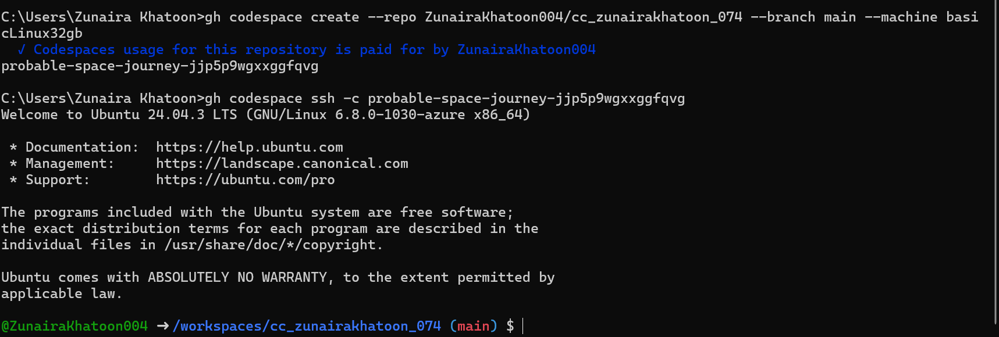 C:\Users\Zunaira Khatoon>gh codespace create --repo ZunairaKhatoon004/cc_zunairakhatoon_074 --branch main --machine basi
cLinux32gb
  ✓ Codespaces usage for this repository is paid for by ZunairaKhatoon004
probable-space-journey-jjp5p9wgxxggfqvg

C:\Users\Zunaira Khatoon>gh codespace ssh -c probable-space-journey-jjp5p9wgxxggfqvg
Welcome to Ubuntu 24.04.3 LTS (GNU/Linux 6.8.0-1030-azure x86_64)

 * Documentation:  https://help.ubuntu.com
 * Management:     https://landscape.canonical.com
 * Support:        https://ubuntu.com/pro

The programs included with the Ubuntu system are free software;
the exact distribution terms for each program are described in the
individual files in /usr/share/doc/*/copyright.

Ubuntu comes with ABSOLUTELY NO WARRANTY, to the extent permitted by
applicable law.

@ZunairaKhatoon004 ➜ /workspaces/cc_zunairakhatoon_074 (main) $